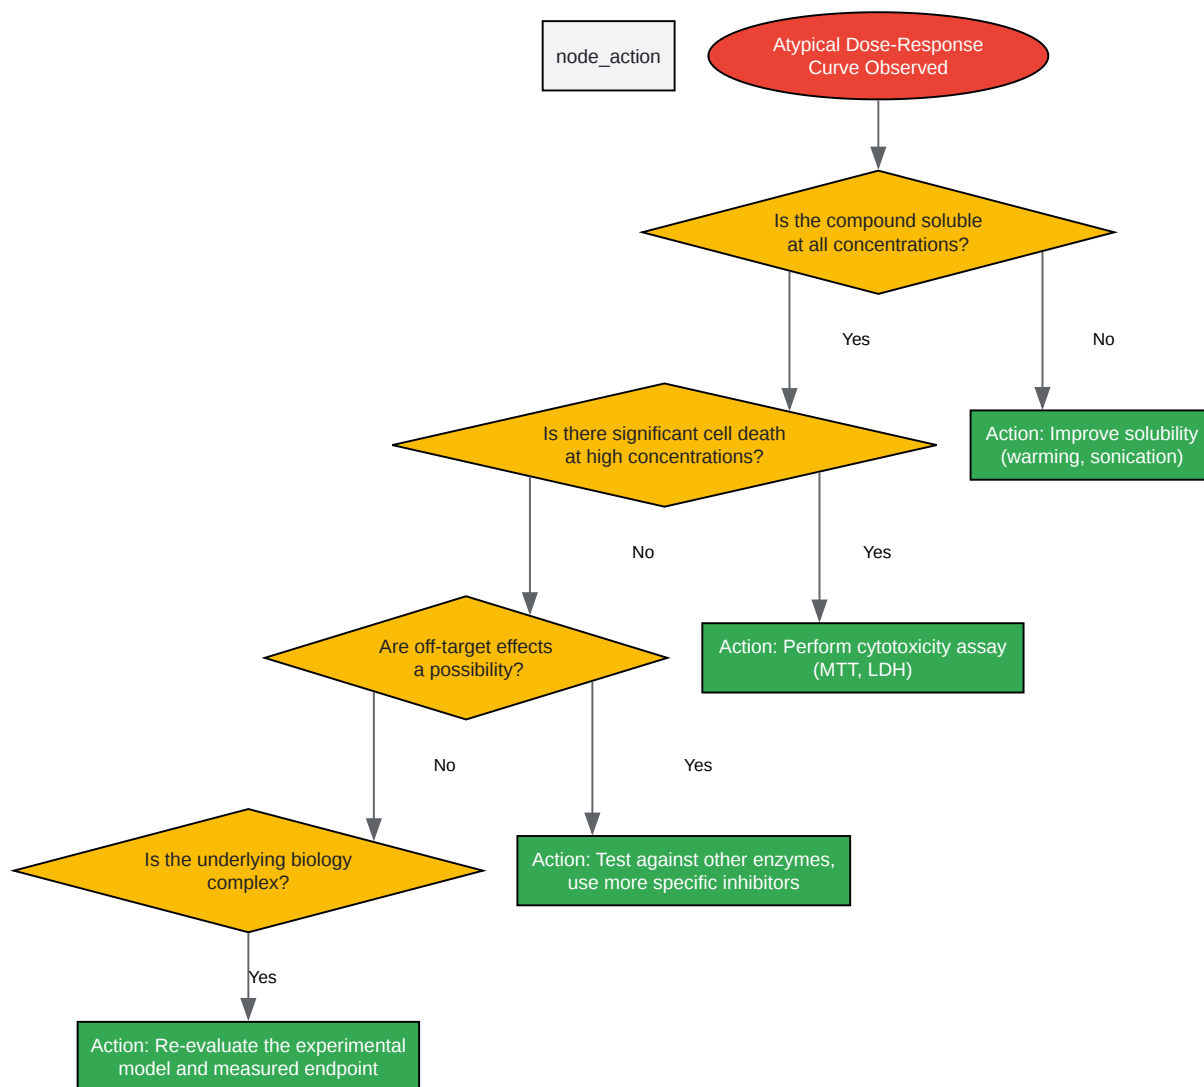 node_action
Atypical Dose-Response
Curve Observed
Is the compound soluble
at all concentrations?
Yes
No
Is there significant cell death
at high concentrations?
Action: Improve solubility
(warming, sonication)
No
Yes
Are off-target effects
a possibility?
Action: Perform cytotoxicity assay
(MTT, LDH)
No
Yes
Is the underlying biology
complex?
Action: Test against other enzymes,
use more specific inhibitors
Yes
Action: Re-evaluate the experimental
model and measured endpoint